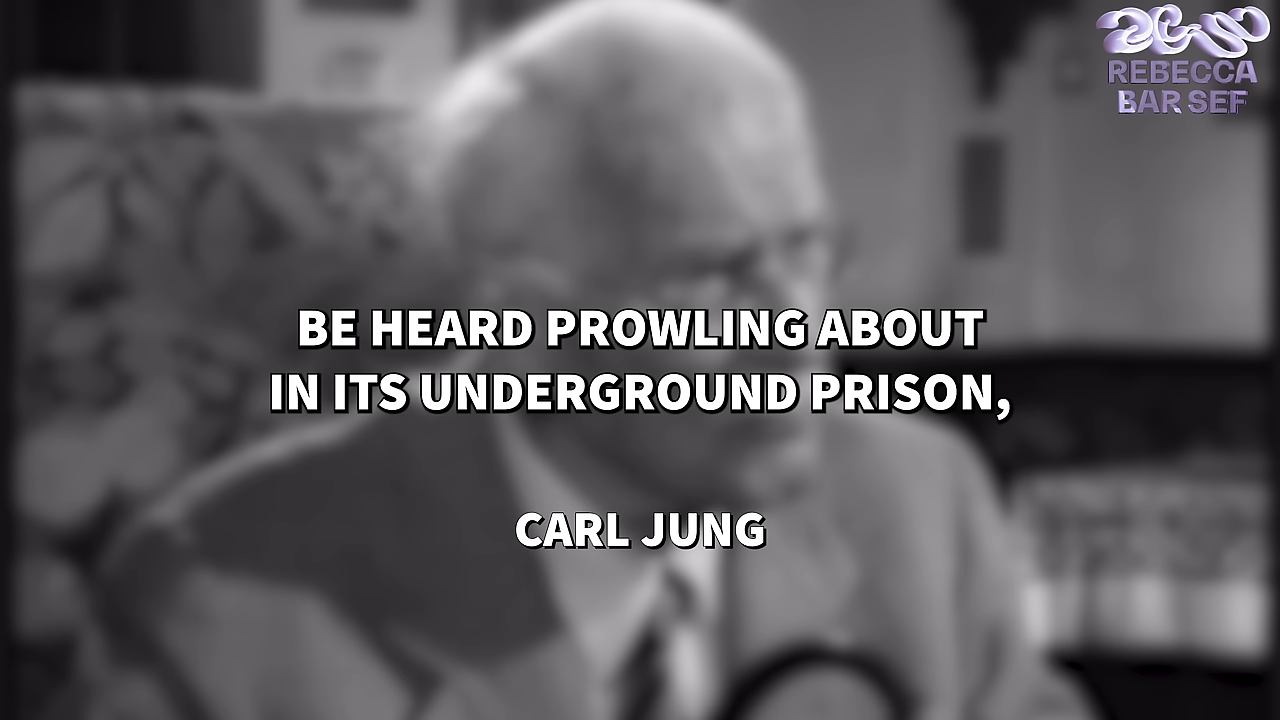 REBECCA
BAR SEF
BE HEARD PROWLING ABOUT
IN ITS UNDERGROUND PRISON,
CARL JUNG